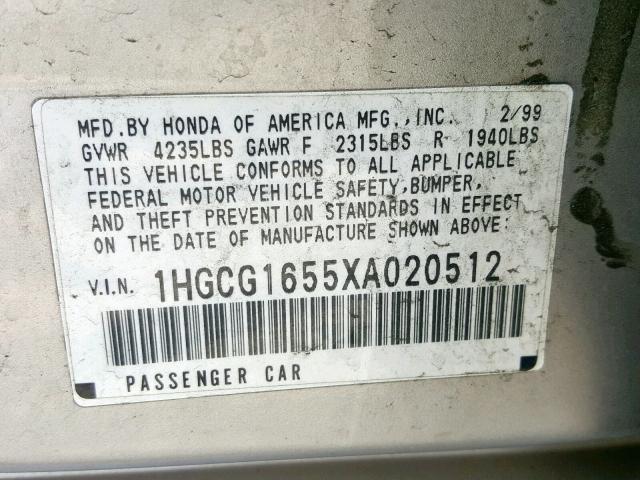 MFD.BY HONDA OF AMERICA MFG.,INC. 2/99
GVWR 4235LBS GAWR F 2315LBS R 1940LBS
THIS VEHICLE CONFORMS TO ALL APPLICABLE
FEDERAL MOTOR VEHICLE SAFETY,BUMPER,
AND THEFT PREVENTION STANDARDS IN EFFECT
ON THE DATE OF MANUFACTURE SHOWN ABOVE:
V.I.N. 1HGCG1655XA020512
PASSENGER CAR